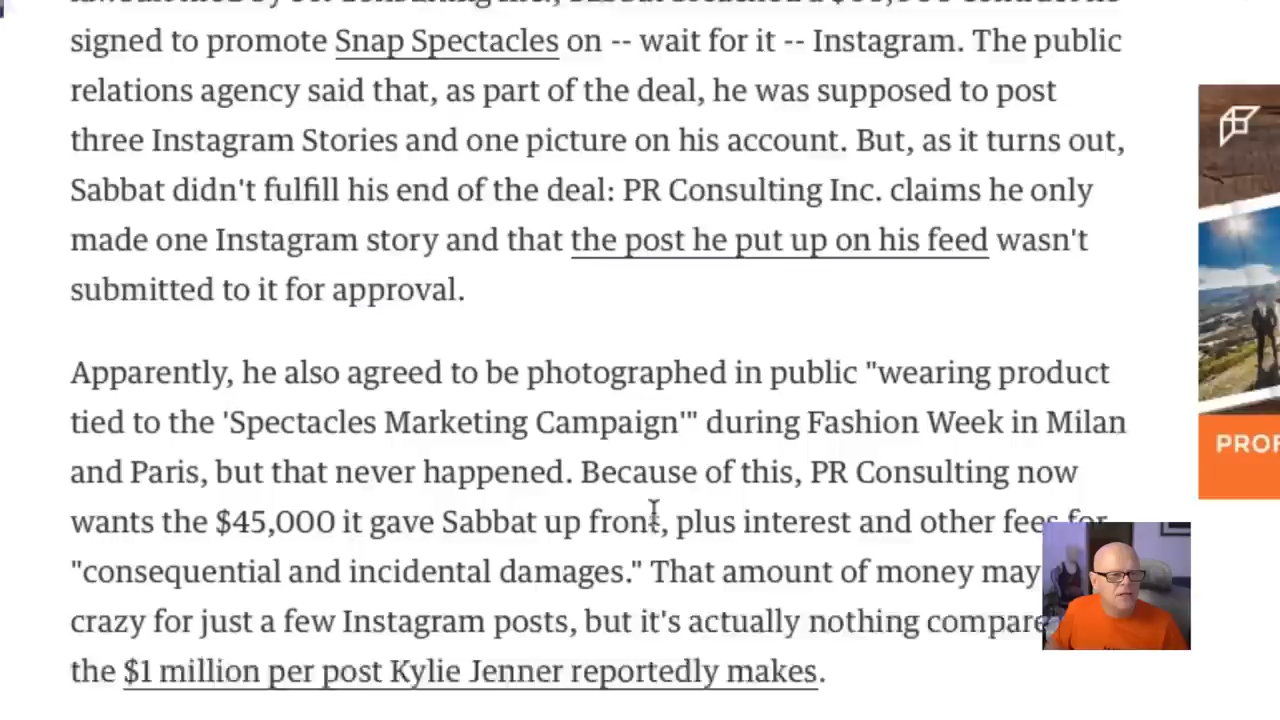 signed to promote Snap Spectacles on -- wait for it -- Instagram. The public
relations agency said that, as part of the deal, he was supposed to post
three Instagram Stories and one picture on his account. But, as it turns out,
Sabbat didn't fulfill his end of the deal: PR Consulting Inc. claims he only
made one Instagram story and that the post he put up on his feed wasn't
submitted to it for approval.
Apparently, he also agreed to be photographed in public "wearing product
tied to the 'Spectacles Marketing Campaign'" during Fashion Week in Milan
and Paris, but that never happened. Because of this, PR Consulting now
wants the $45,000 it gave Sabbat up front, plus interest and other fees for
"consequential and incidental damages." That amount of money may
crazy for just a few Instagram posts, but it's actually nothing compare
the $1 million per post Kylie Jenner reportedly makes.
PROF